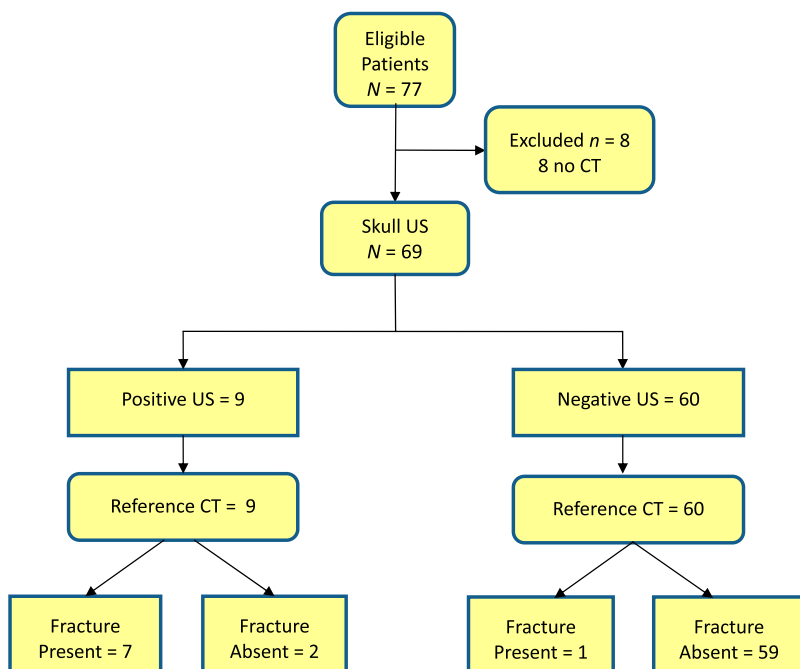 Eligible
Patients
N = 77
Excluded n = 8
8 no CT
Skull US
N = 69
Positive US = 9
Negative US = 60
Reference CT =  9
Reference CT = 60
Fracture
Present = 7
Fracture
Absent = 2
Fracture
Present = 1
Fracture
Absent = 59